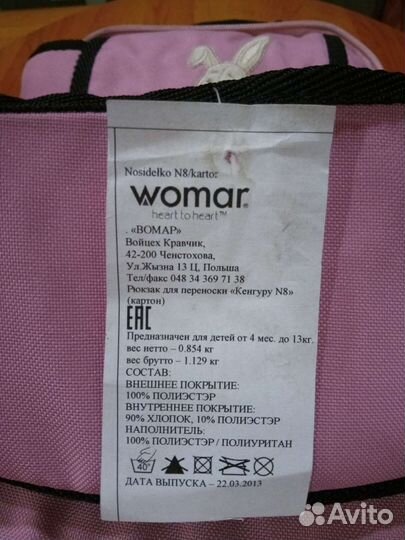 Nosidełko N8/karton
womar
heart to heart™
. «ВОМАР»
Войцех Кравчик,
42-200 Ченстохова,
Ул.Жызна 13 Ц, Польша
Тел/факс 048 34 369 71 38
Рюкзак для переноски «Кенгуру N8»
(картон)
EAC
Предназначен для детей от 4 мес. до 13кг.
вес нетто – 0.854 кг
вес брутто – 1.129 кг
СОСТАВ:
ВНЕШНЕЕ ПОКРЫТИЕ:
100% ПОЛИЭСТЭР
ВНУТРЕННЕЕ ПОКРЫТИЕ:
90% ХЛОПОК, 10% ПОЛИЭСТЭР
НАПОЛНИТЕЛЬ:
100% ПОЛИЭСТЭР / ПОЛИУРИТАН
40°
ДАТА ВЫПУСКА – 22.03.2013
Avito